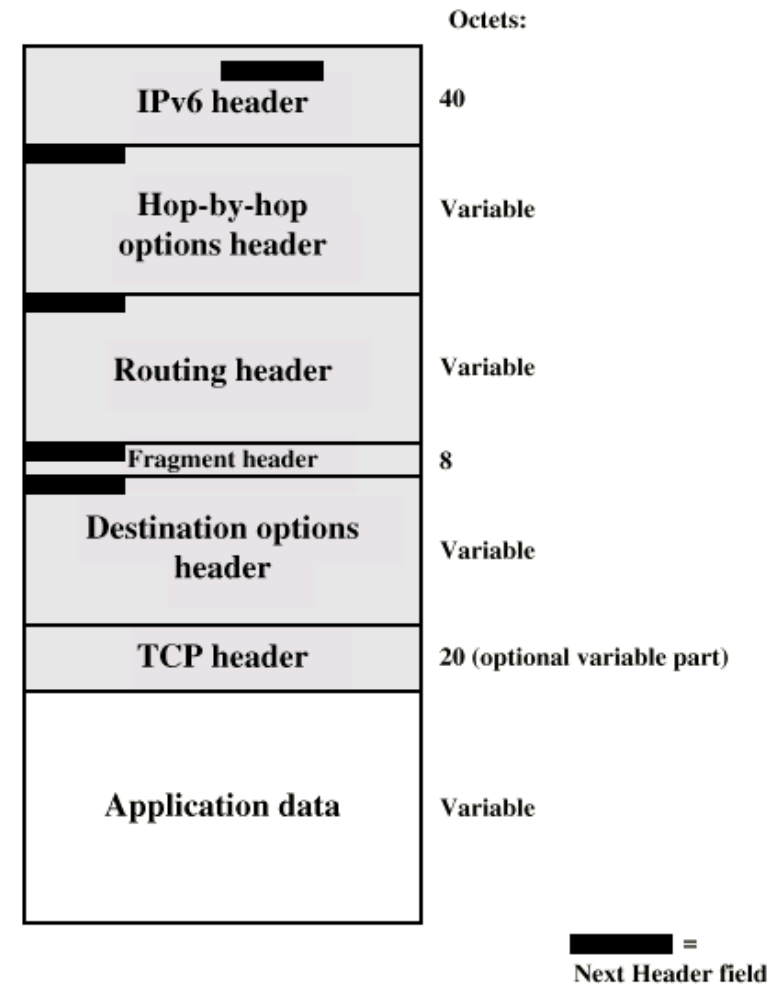 Octets:
IPv6 header
40
Hop-by-hop
options header
Variable
Routing header
Variable
Fragment header
8
Destination options
header
Variable
TCP header
20 (optional variable part)
Application data
Variable
=
Next Header field